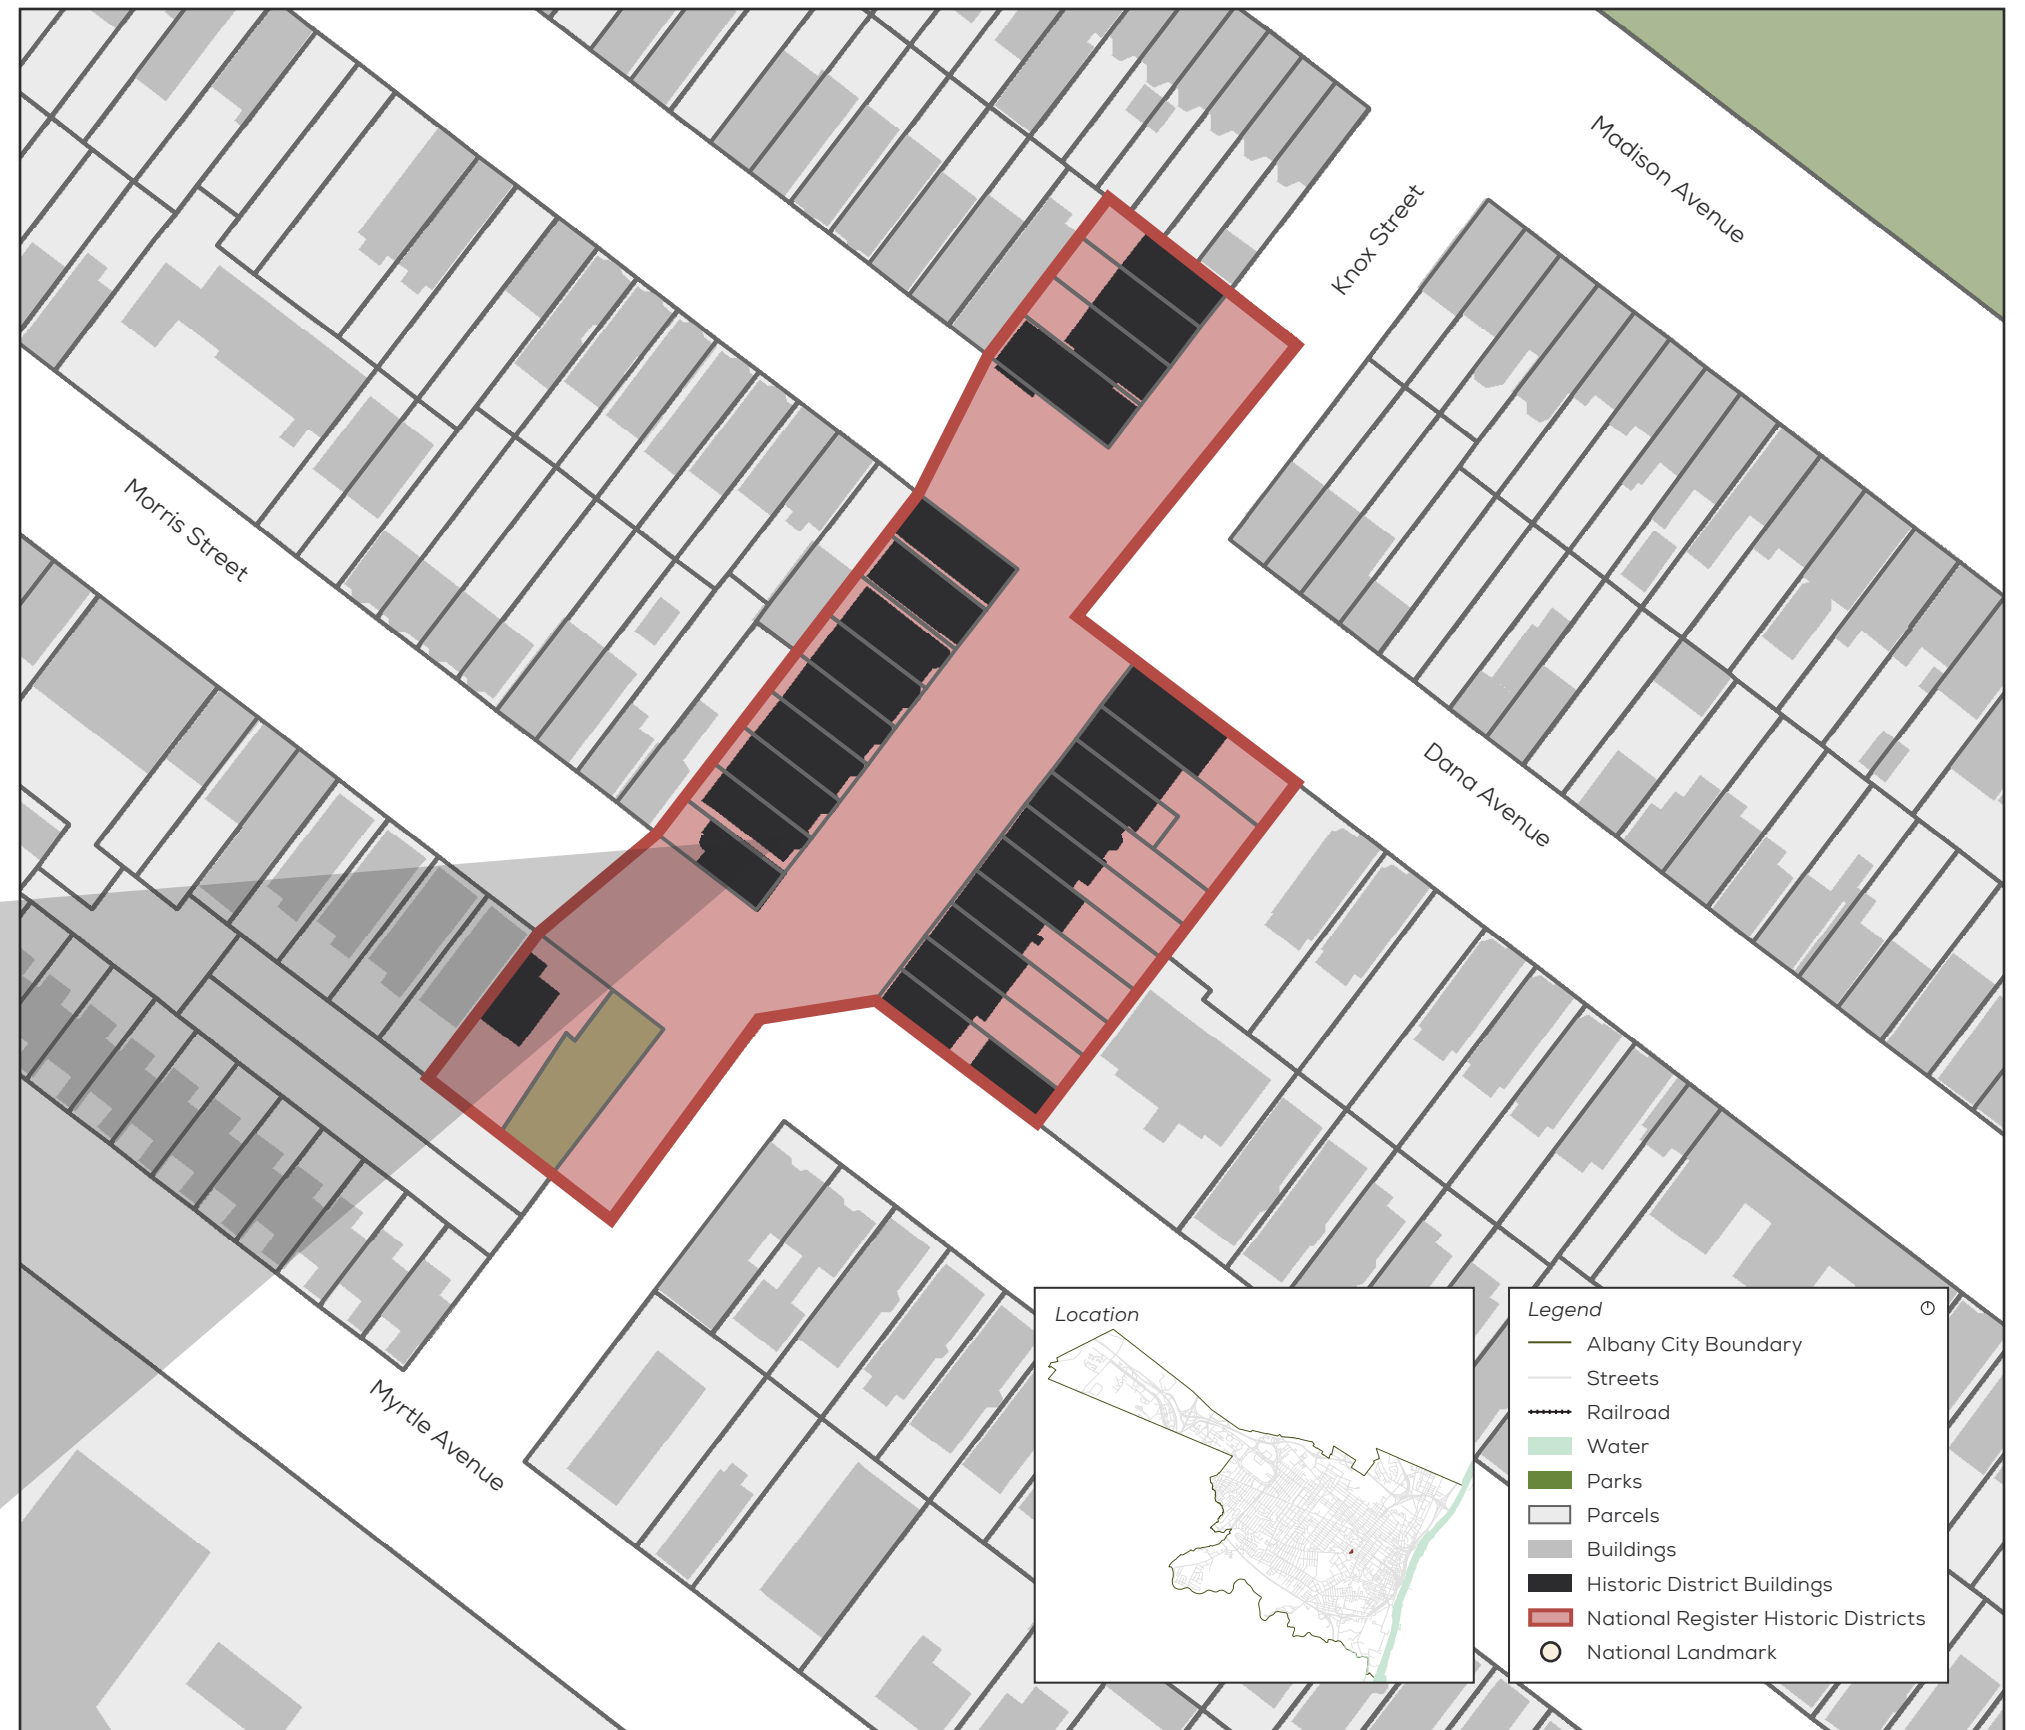 Madison Avenue
Knox Street
Morris Street
Dana Avenue
Myrtle Avenue
Location
Legend
Albany City Boundary
Streets
Railroad
Water
Parks
Parcels
Buildings
Historic District Buildings
National Register Historic Districts
National Landmark